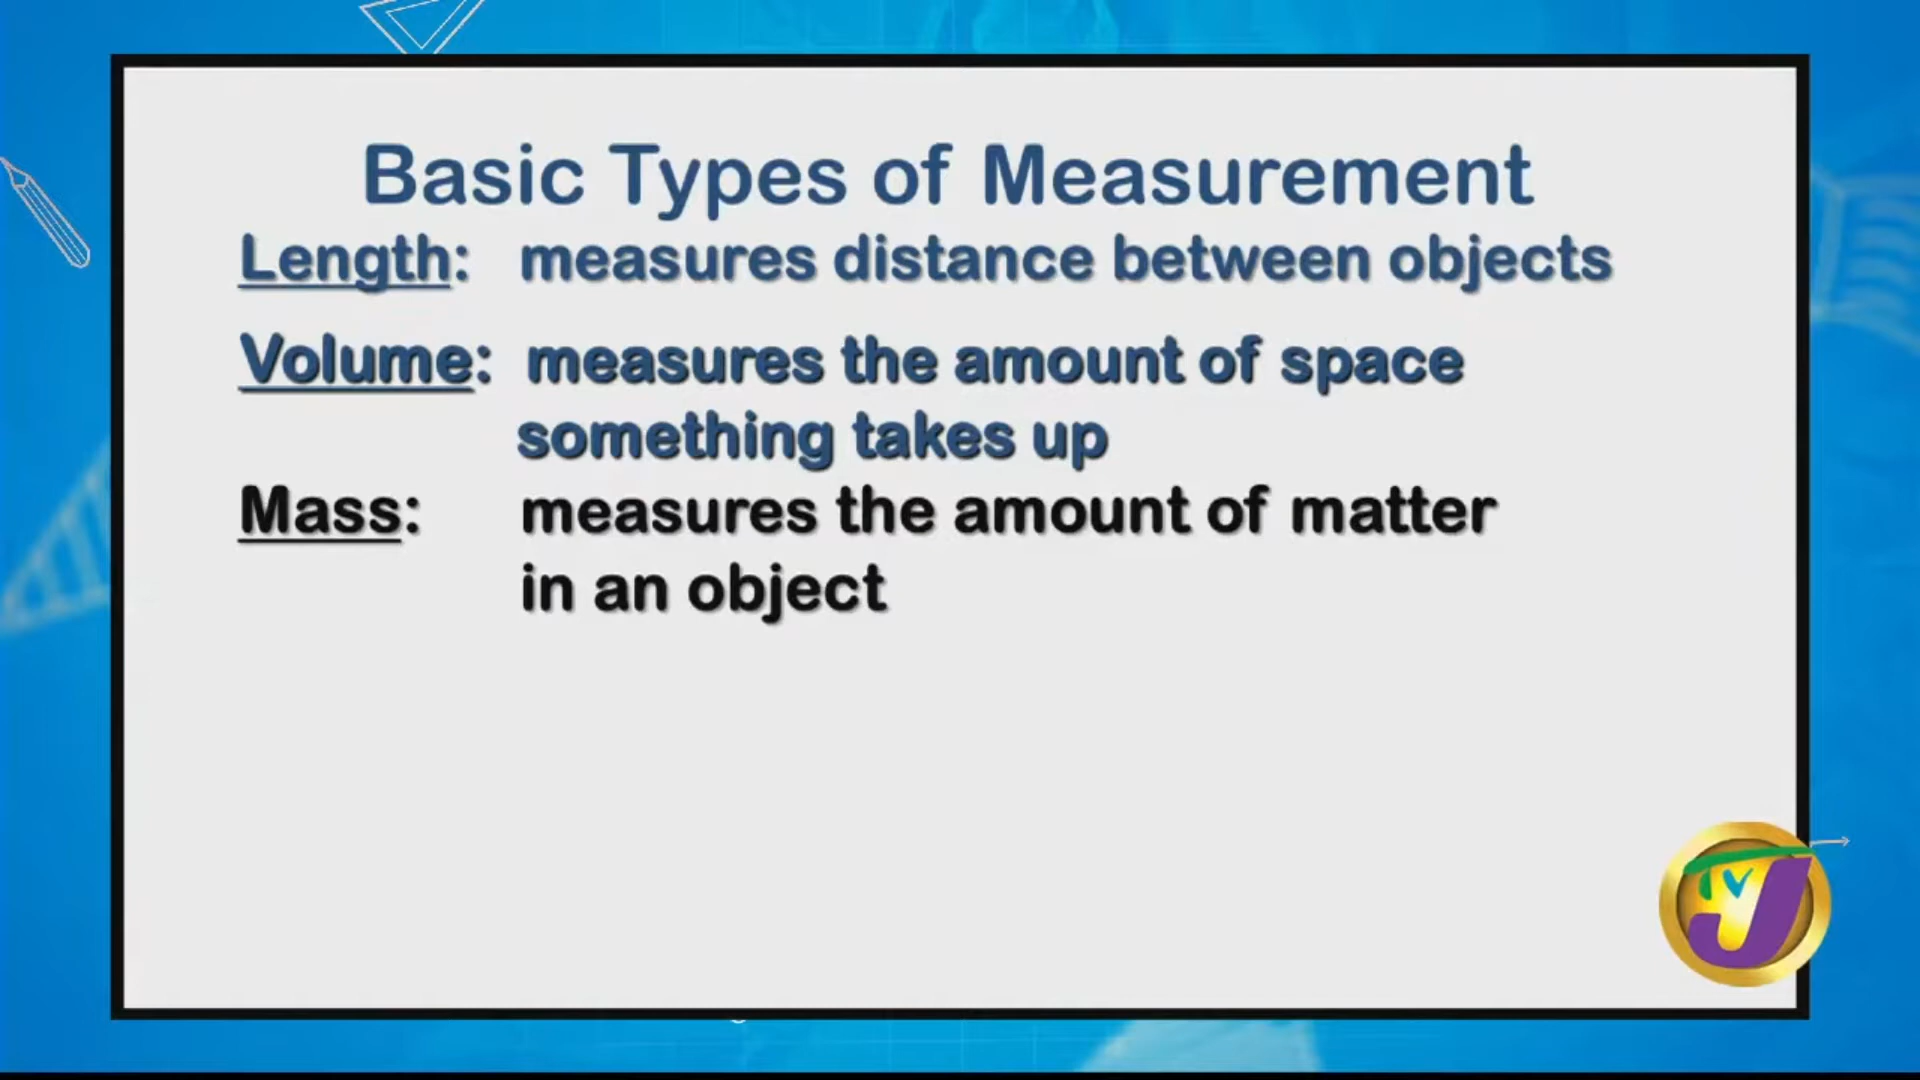 Basic Types of Measurement
Length: measures distance between objects
Volume: measures the amount of space
something takes up
Mass: measures the amount of matter
in an object
TVJ